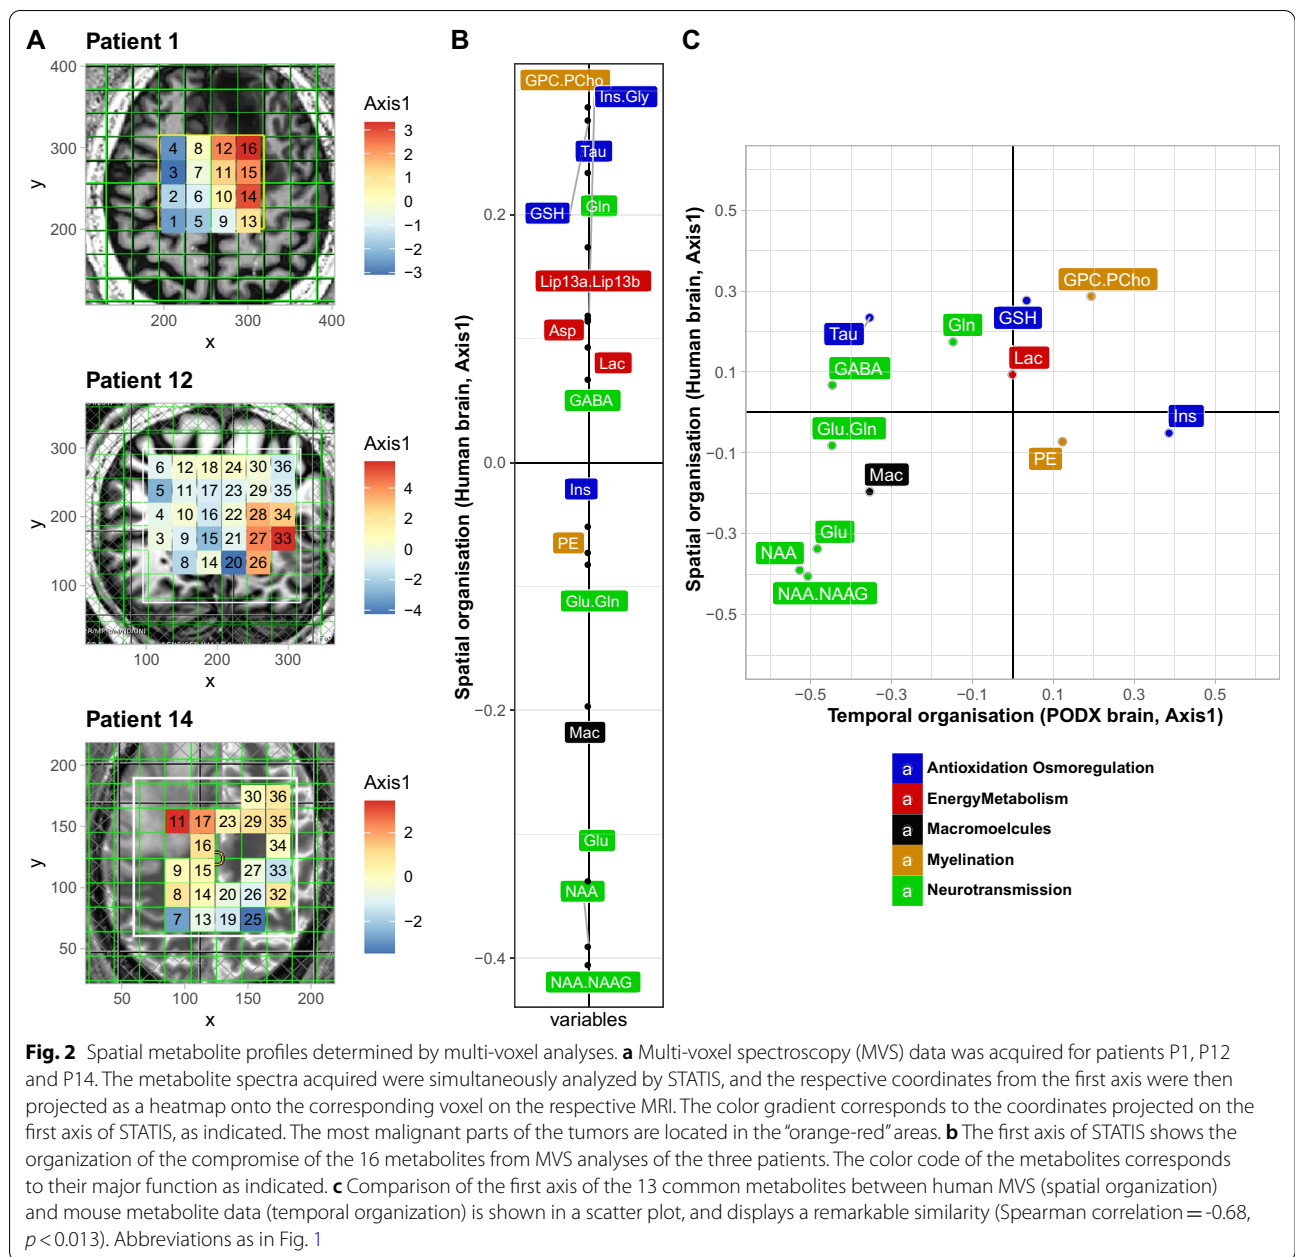 A
Patient 1
400
300
200
y
4 8 12 16
3 7 11 15
2 6 10 14
1 5 9 13
200 300 400
x
Axis1
3
2
1
0
−1
−2
−3
Patient 12
300
200
100
y
6 12 18 24 30 36
5 11 17 23 29 35
4 10 16 22 28 34
3 9 15 21 27 33
8 14 20 26
100 200 300
x
Axis1
4
2
0
−2
−4
Patient 14
200
150
100
50
y
30 36
11 17 23 29 35
16 34
9 15 27 33
8 14 20 26 32
7 13 19 25
50 100 150 200
x
Axis1
2
0
−2
B
Spatial organisation (Human brain, Axis1)
0.2
0.0
−0.2
−0.4
GPC.PCho
Ins.Gly
Tau
GSH
Gln
Lip13a.Lip13b
Asp
Lac
GABA
Ins
PE
Glu.Gln
Mac
Glu
NAA
NAA.NAAG
variables
C
Spatial organisation (Human brain, Axis1)
0.5
0.3
0.1
−0.1
−0.3
−0.5
GPC.PCho
GSH
Gln
Tau
Lac
GABA
Ins
Glu.Gln
PE
Mac
Glu
NAA
NAA.NAAG
−0.5 −0.3 −0.1 0.1 0.3 0.5
Temporal organisation (PODX brain, Axis1)
a Antioxidation Osmoregulation
a EnergyMetabolism
a Macromoelcules
a Myelination
a Neurotransmission
Fig. 2 Spatial metabolite profiles determined by multi-voxel analyses. a Multi-voxel spectroscopy (MVS) data was acquired for patients P1, P12
and P14. The metabolite spectra acquired were simultaneously analyzed by STATIS, and the respective coordinates from the first axis were then
projected as a heatmap onto the corresponding voxel on the respective MRI. The color gradient corresponds to the coordinates projected on the
first axis of STATIS, as indicated. The most malignant parts of the tumors are located in the “orange-red” areas. b The first axis of STATIS shows the
organization of the compromise of the 16 metabolites from MVS analyses of the three patients. The color code of the metabolites corresponds
to their major function as indicated. c Comparison of the first axis of the 13 common metabolites between human MVS (spatial organization)
and mouse metabolite data (temporal organization) is shown in a scatter plot, and displays a remarkable similarity (Spearman correlation = -0.68,
p < 0.013). Abbreviations as in Fig. 1